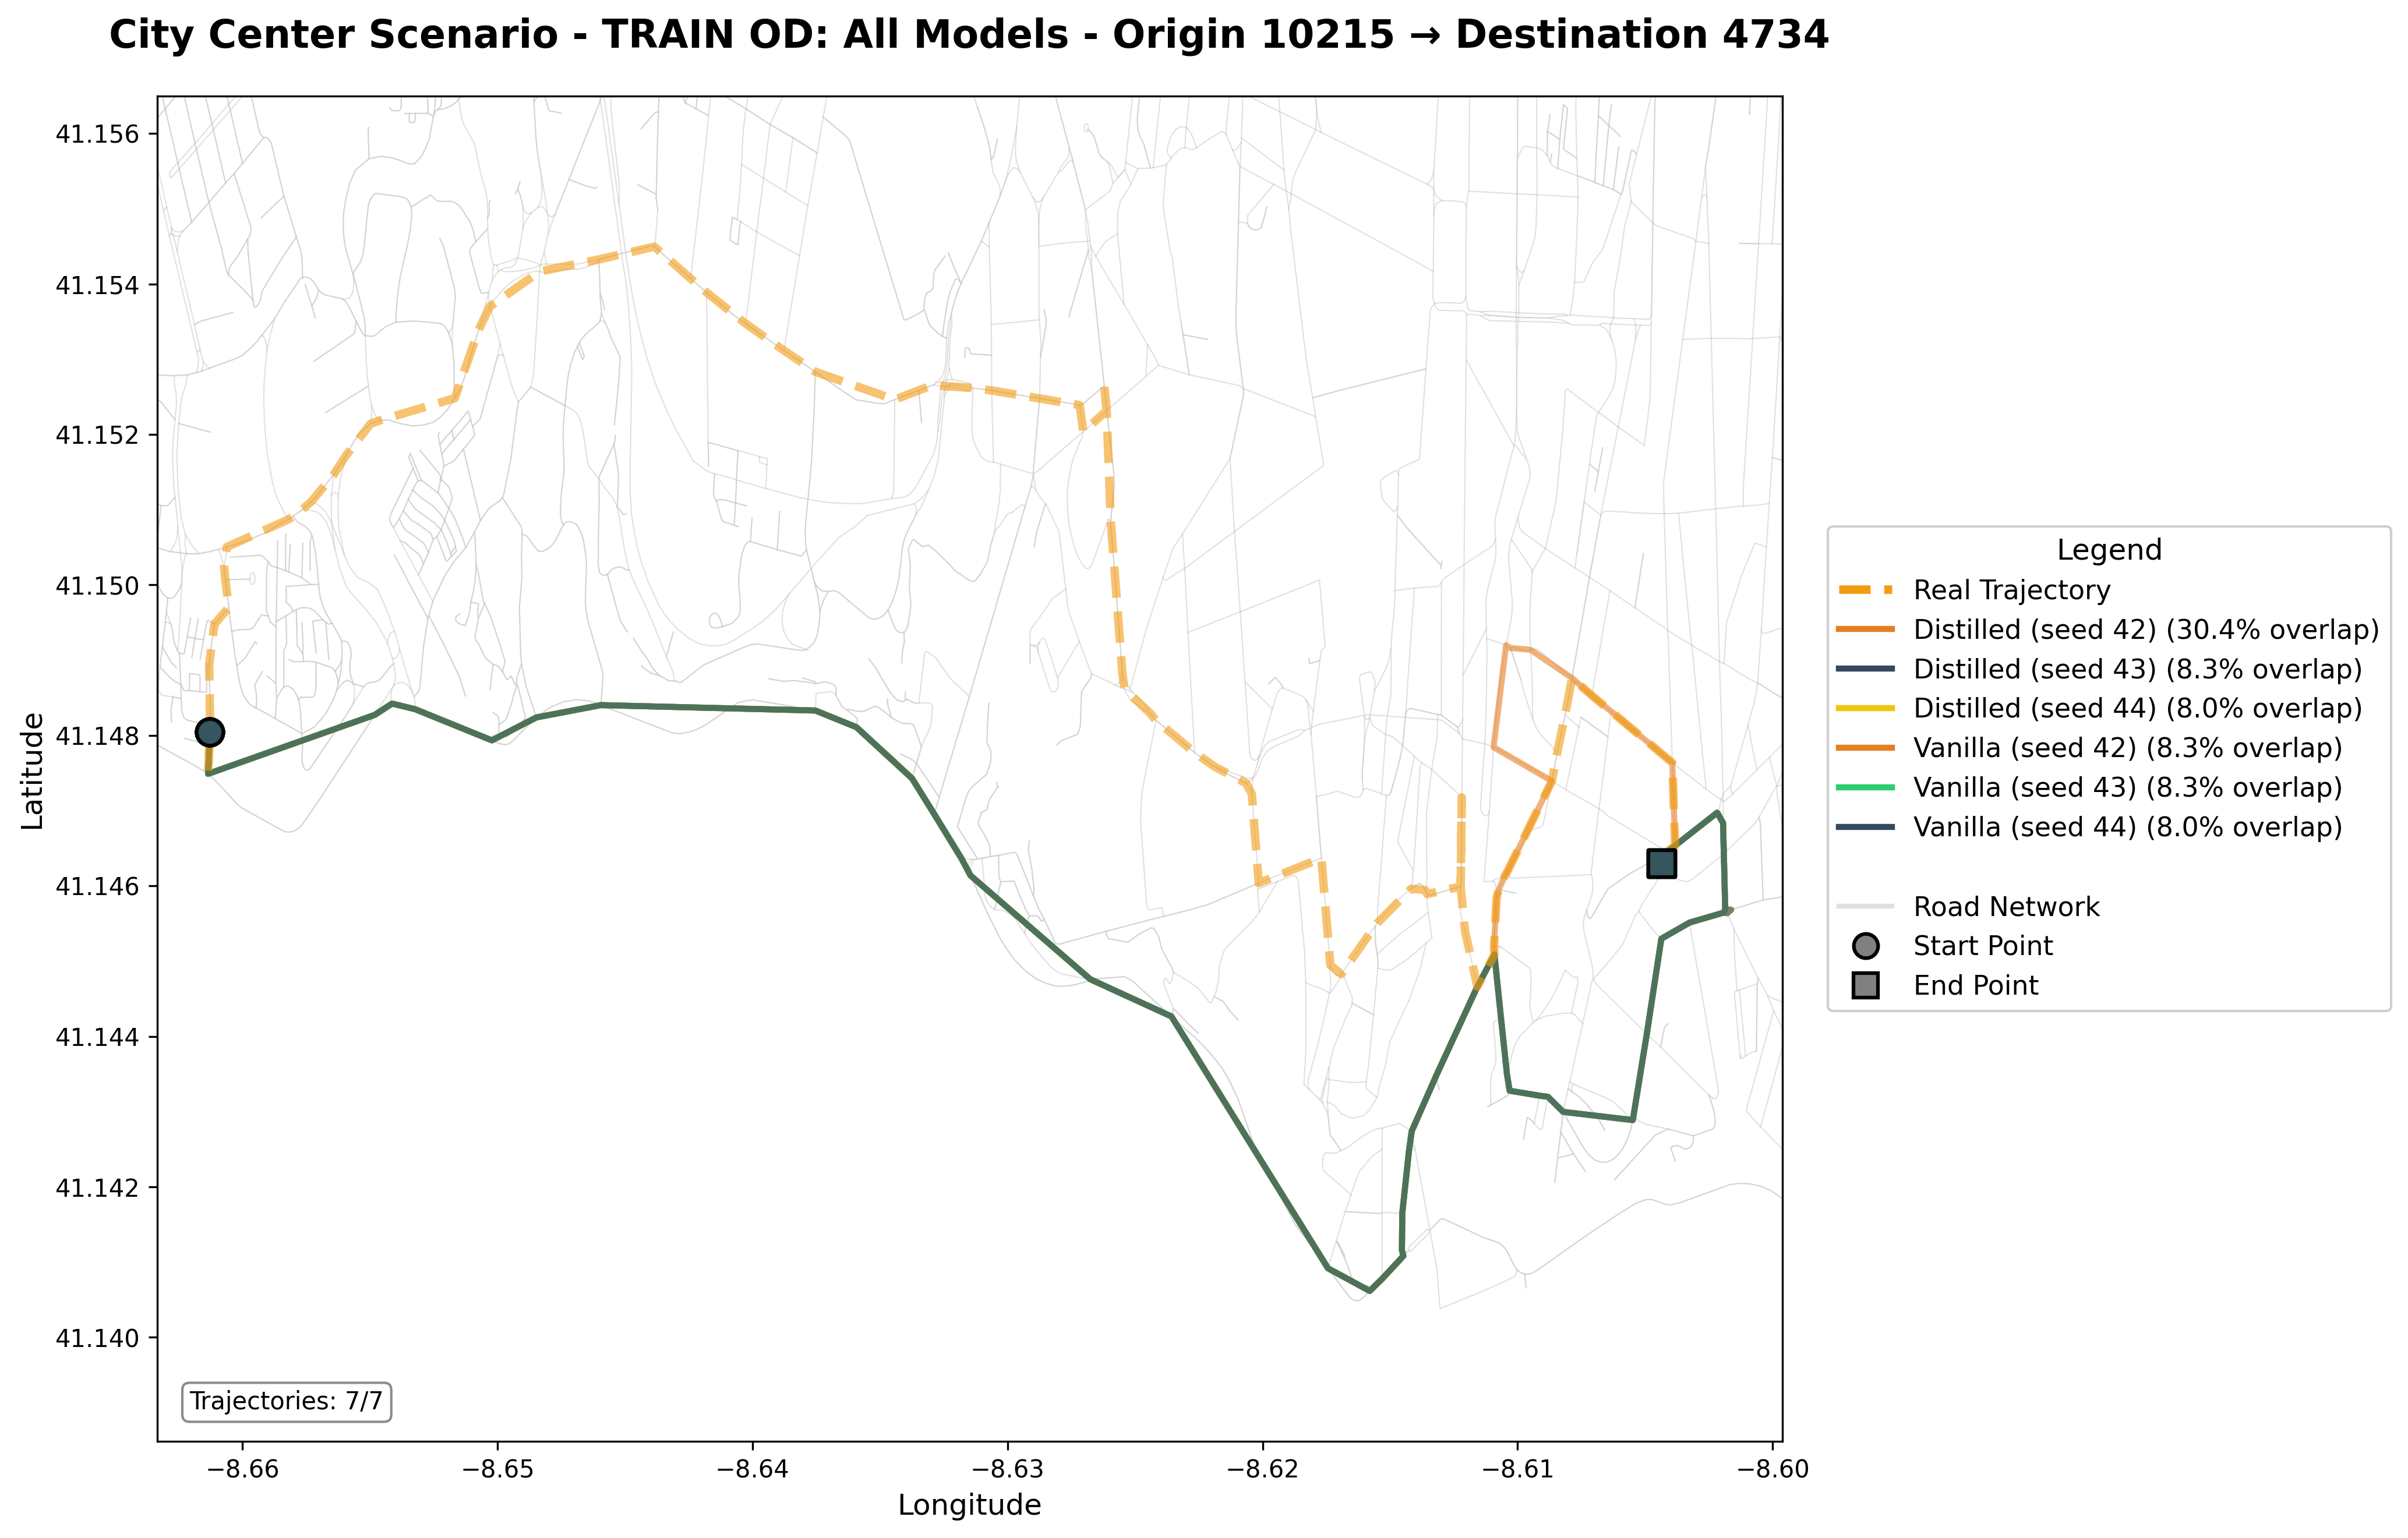 City Center Scenario - TRAIN OD: All Models - Origin 10215 → Destination 4734
41.156
41.154
41.152
41.150
41.148
41.146
41.144
41.142
41.140
Latitude
−8.66
−8.65
−8.64
−8.63
−8.62
−8.61
−8.60
Longitude
Trajectories: 7/7
Legend
Real Trajectory
Distilled (seed 42) (30.4% overlap)
Distilled (seed 43) (8.3% overlap)
Distilled (seed 44) (8.0% overlap)
Vanilla (seed 42) (8.3% overlap)
Vanilla (seed 43) (8.3% overlap)
Vanilla (seed 44) (8.0% overlap)
Road Network
Start Point
End Point